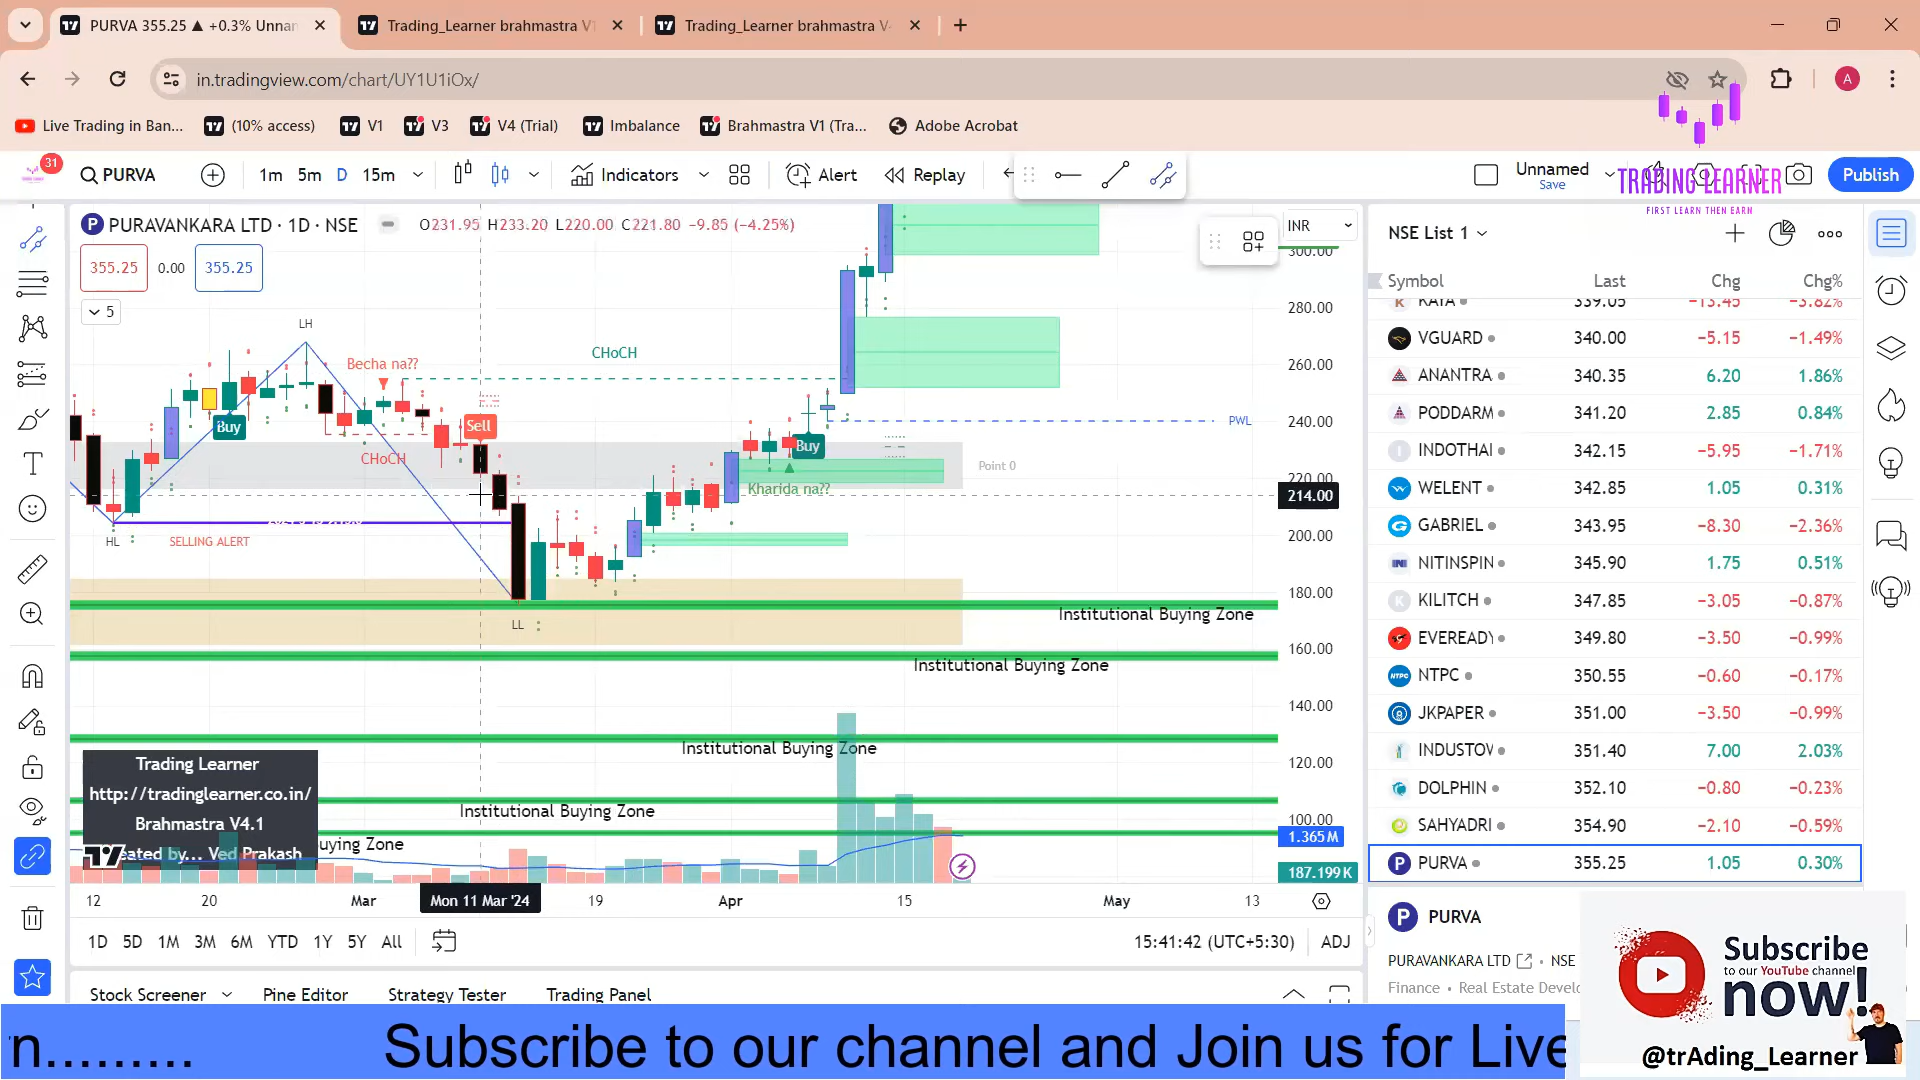 PURVA 355.25 ▲ +0.3% Unnan
Trading_Learner brahmastra V
Trading_Learner brahmastra V
in.tradingview.com/chart/UY1U1iOx/
A
Live Trading in Ban...
(10% access)
V1
V3
V4 (Trial)
Imbalance
Brahmastra V1 (Tra...
Adobe Acrobat
31
PURVA
1m 5m D 15m
Indicators
Alert
Replay
Unnamed
Save
Publish
TRADING LEARNER
FIRST LEARN THEN EARN
PURAVANKARA LTD · 1D · NSE
O231.95 H233.20 L220.00 C221.80 −9.85 (−4.25%)
INR
355.25
0.00
355.25
5
300.00
280.00
260.00
240.00
220.00
214.00
200.00
180.00
160.00
140.00
120.00
100.00
1.365M
187.199K
LH
Becha na??
CHoCH
Buy
Sell
CHoCH
PWL
Buy
Point 0
Kharida na??
HL
SELLING ALERT
LL
Institutional Buying Zone
Institutional Buying Zone
Institutional Buying Zone
Institutional Buying Zone
uying Zone
Trading Learner
http://tradinglearner.co.in/
Brahmastra V4.1
eated by... Ved Prakash
12
20
Mar
Mon 11 Mar '24
19
Apr
15
May
13
1D 5D 1M 3M 6M YTD 1Y 5Y All
15:41:42 (UTC+5:30)
ADJ
Stock Screener
Pine Editor
Strategy Tester
Trading Panel
NSE List 1
Symbol Last Chg Chg%
KAYA 339.05 −13.45 −3.82%
VGUARD 340.00 −5.15 −1.49%
ANANTRA 340.35 6.20 1.86%
PODDARM 341.20 2.85 0.84%
INDOTHAI 342.15 −5.95 −1.71%
WELENT 342.85 1.05 0.31%
GABRIEL 343.95 −8.30 −2.36%
NITINSPIN 345.90 1.75 0.51%
KILITCH 347.85 −3.05 −0.87%
EVEREADY 349.80 −3.50 −0.99%
NTPC 350.55 −0.60 −0.17%
JKPAPER 351.00 −3.50 −0.99%
INDUSTOV 351.40 7.00 2.03%
DOLPHIN 352.10 −0.80 −0.23%
SAHYADRI 354.90 −2.10 −0.59%
PURVA 355.25 1.05 0.30%
P PURVA
PURAVANKARA LTD • NSE
Finance • Real Estate Develo
Subscribe
to our YouTube channel
now!
@trAding_Learner
n.........
Subscribe to our channel and Join us for Live